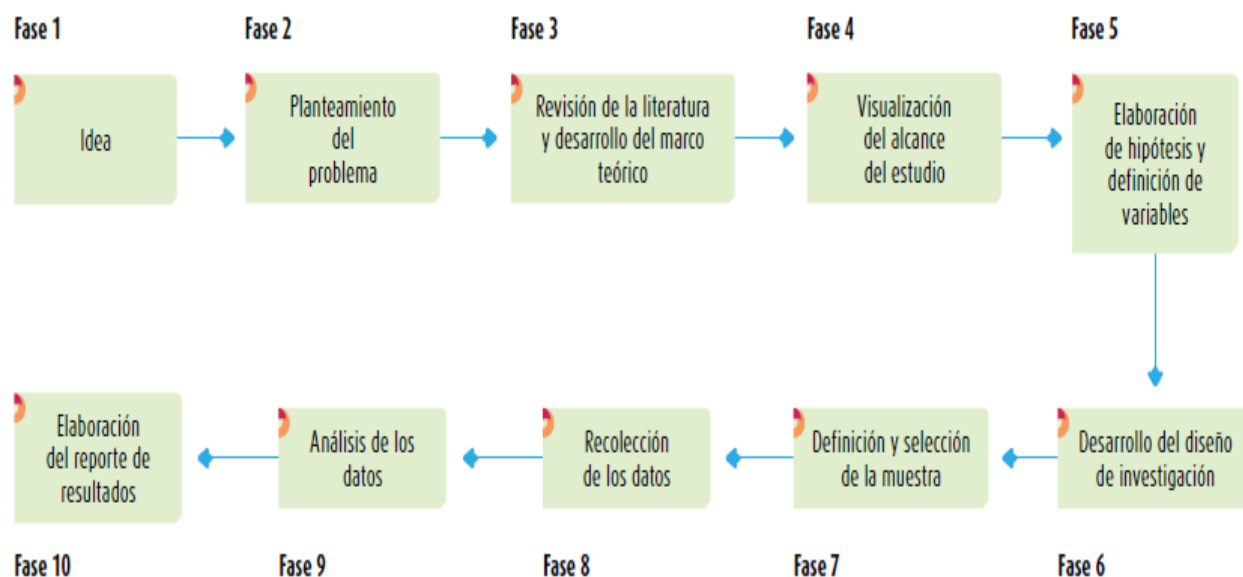 Fase 1
Idea
Fase 2
Planteamiento
del
problema
Fase 3
Revisión de la literatura
y desarrollo del marco
teórico
Fase 4
Visualización
del alcance
del estudio
Fase 5
Elaboración
de hipótesis y
definición de
variables
Desarrollo del diseño
de investigación
Fase 6
Definición y selección
de la muestra
Fase 7
Recolección
de los datos
Fase 8
Análisis de los
datos
Fase 9
Elaboración
del reporte de
resultados
Fase 10